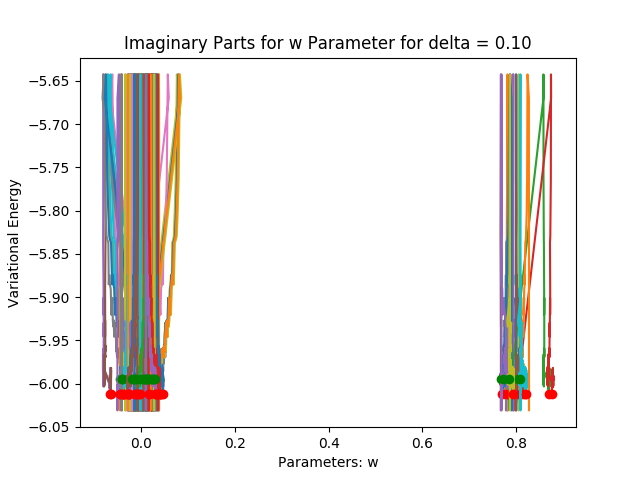 Imaginary Parts for w Parameter for delta = 0.10
−5.65
−5.70
−5.75
−5.80
−5.85
−5.90
−5.95
−6.00
−6.05
Variational Energy
0.0 0.2 0.4 0.6 0.8
Parameters: w